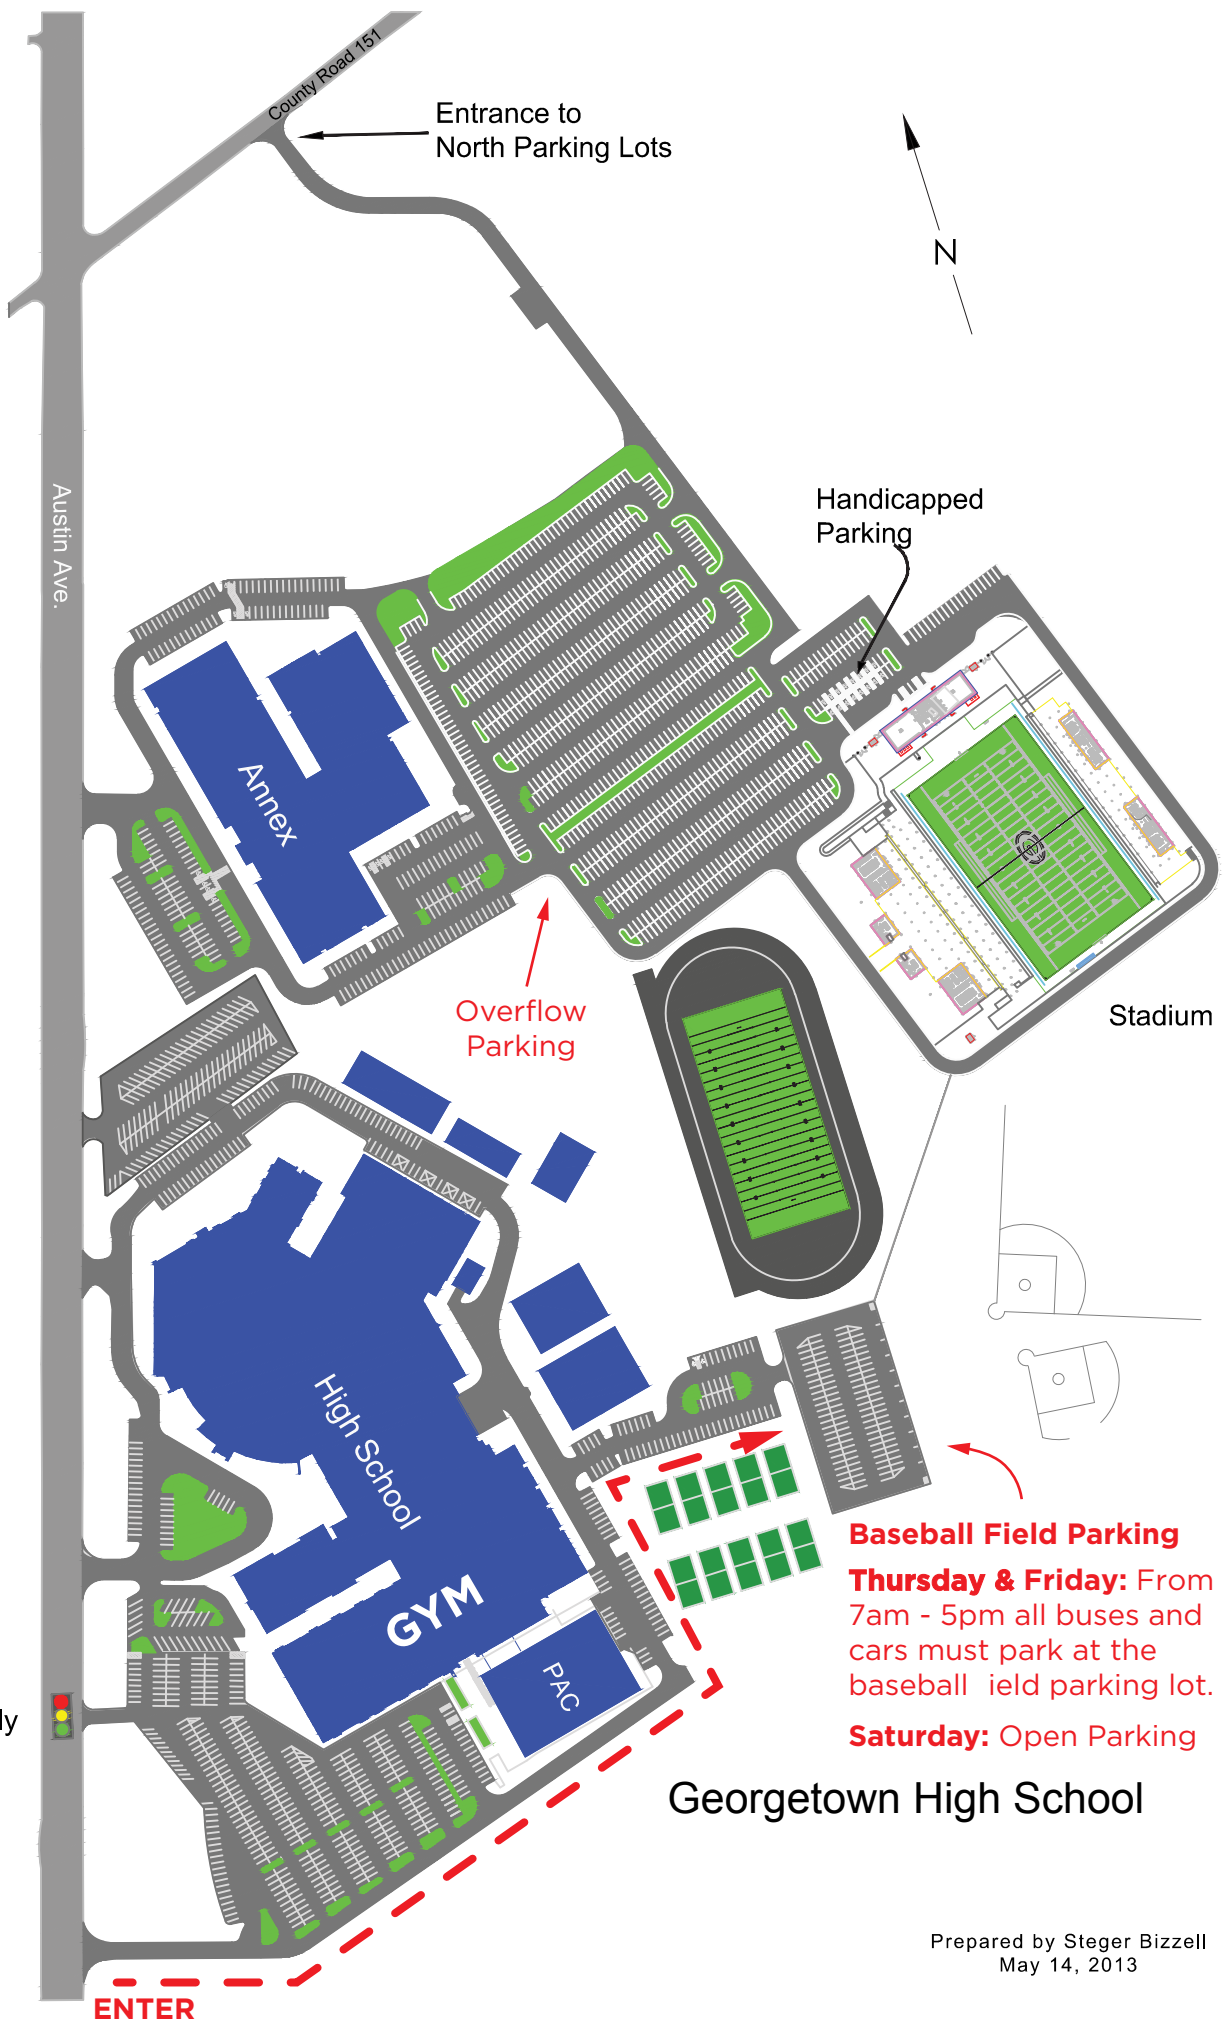 County Road 151
Entrance to
North Parking Lots
N
Austin Ave.
Handicapped
Parking
Annex
Overflow
Parking
Stadium
High School
GYM
PAC
Baseball Field Parking
Thursday & Friday: From
7am - 5pm all buses and
cars must park at the
baseball ield parking lot.
Saturday: Open Parking
ly
Georgetown High School
Prepared by Steger Bizzell
May 14, 2013
ENTER